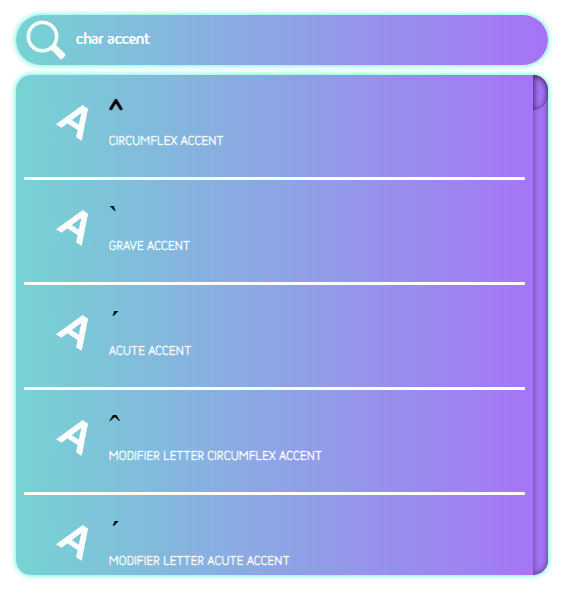 char accent
^
CIRCUMFLEX ACCENT
`
GRAVE ACCENT
´
ACUTE ACCENT
ˆ
MODIFIER LETTER CIRCUMFLEX ACCENT
ˊ
MODIFIER LETTER ACUTE ACCENT